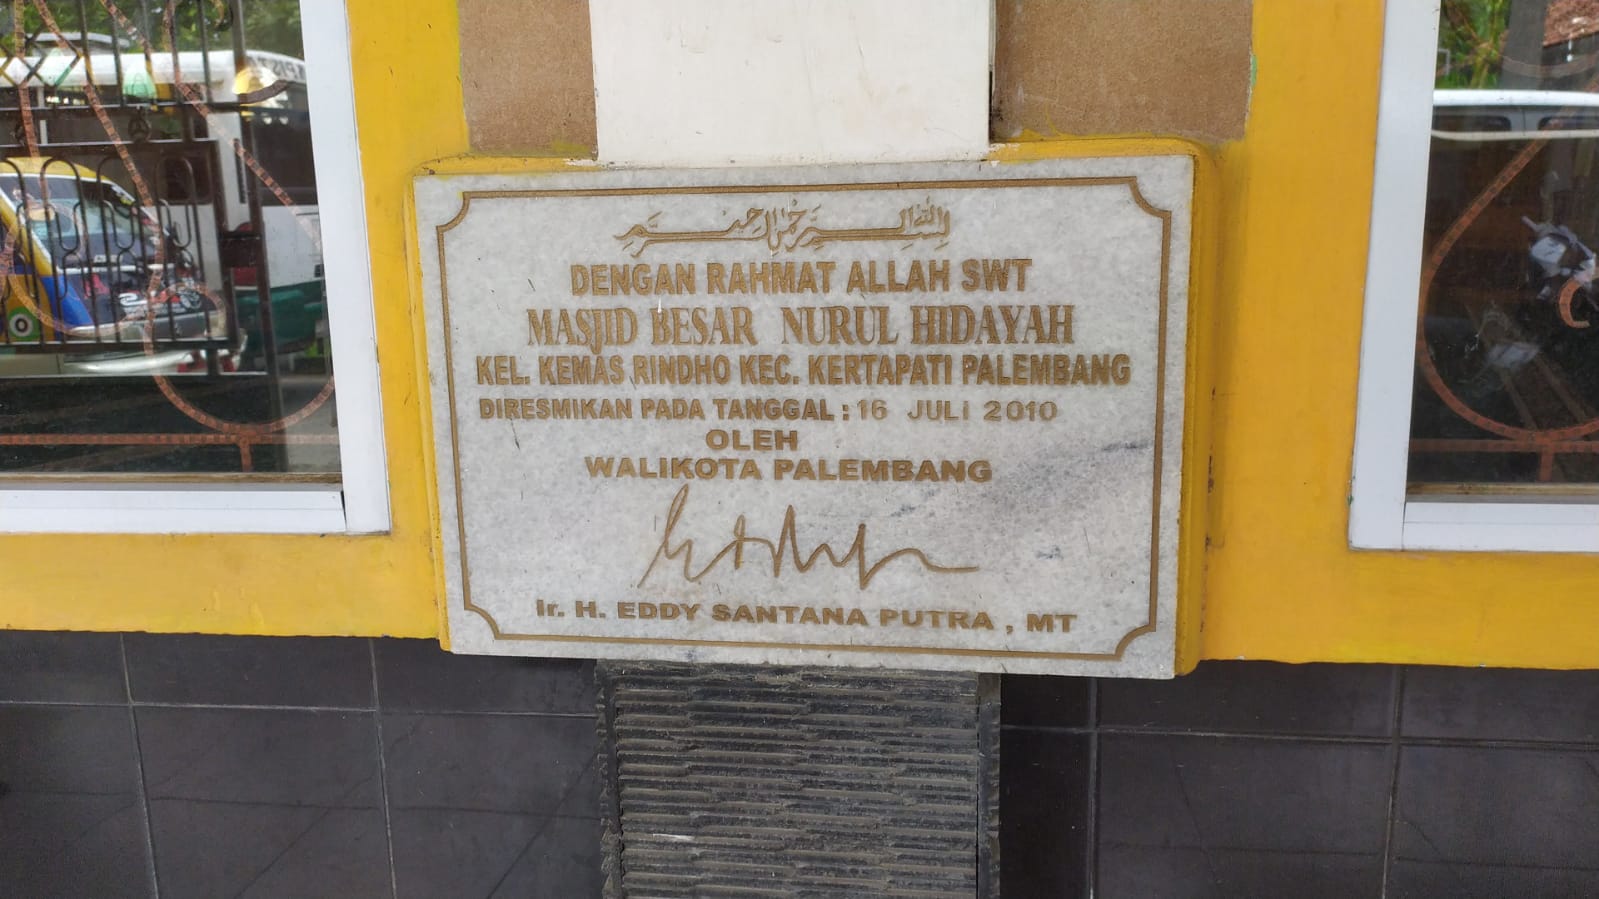 بسم الله الرحمن الرحيم
DENGAN RAHMAT ALLAH SWT
MASJID BESAR NURUL HIDAYAH
KEL. KEMAS RINDHO KEC. KERTAPATI PALEMBANG
DIRESMIKAN PADA TANGGAL : 16 JULI 2010
OLEH
WALIKOTA PALEMBANG
Ir. H. EDDY SANTANA PUTRA , MT